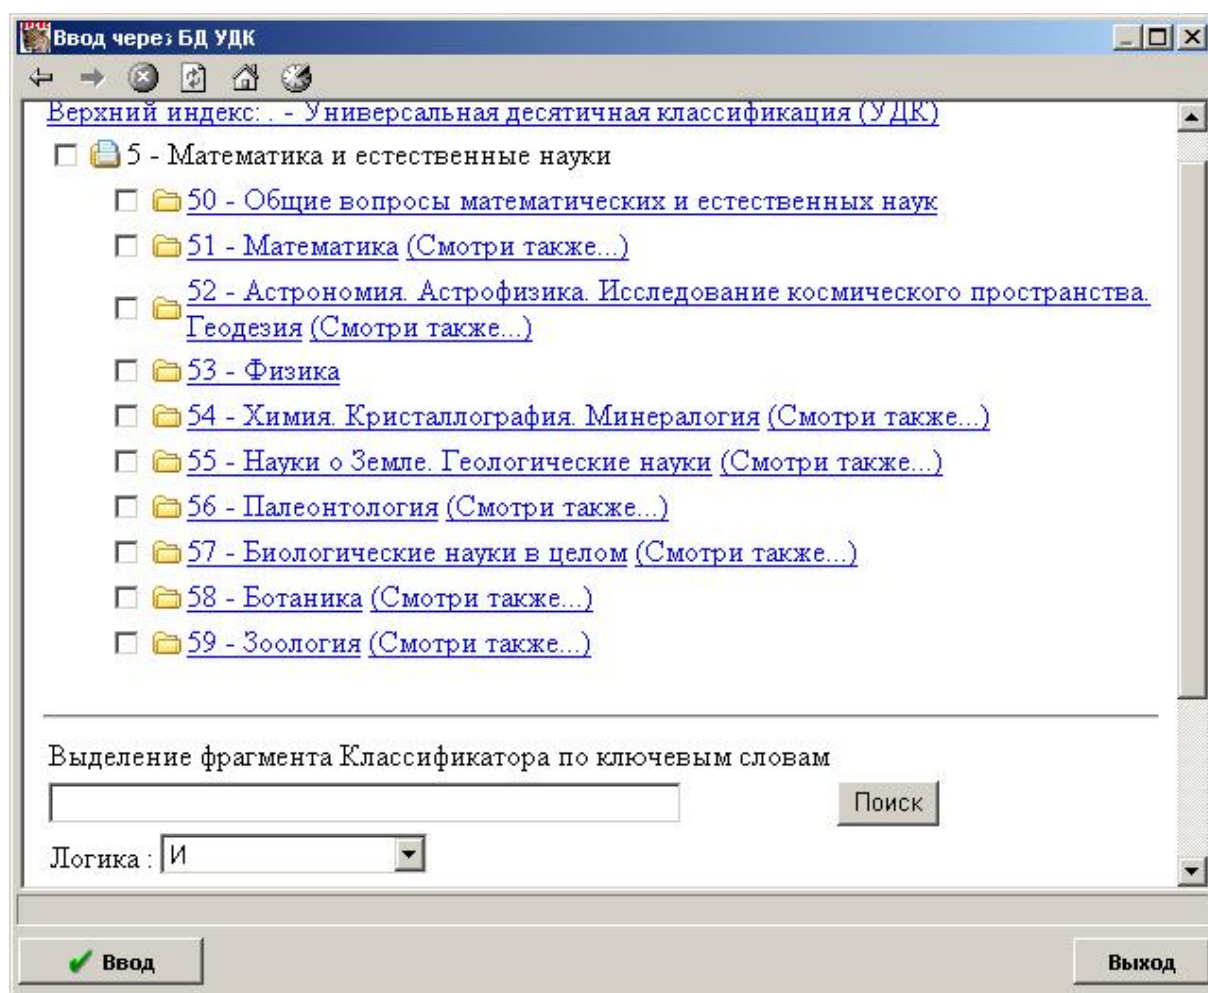 Ввод через БД УДК
Верхний индекс: . - Универсальная десятичная классификация (УДК)
5 - Математика и естественные науки
50 - Общие вопросы математических и естественных наук
51 - Математика (Смотри также...)
52 - Астрономия. Астрофизика. Исследование космического пространства.
Геодезия (Смотри также...)
53 - Физика
54 - Химия. Кристаллография. Минералогия (Смотри также...)
55 - Науки о Земле. Геологические науки (Смотри также...)
56 - Палеонтология (Смотри также...)
57 - Биологические науки в целом (Смотри также...)
58 - Ботаника (Смотри также...)
59 - Зоология (Смотри также...)
Выделение фрагмента Классификатора по ключевым словам
Поиск
Логика : И
Ввод
Выход